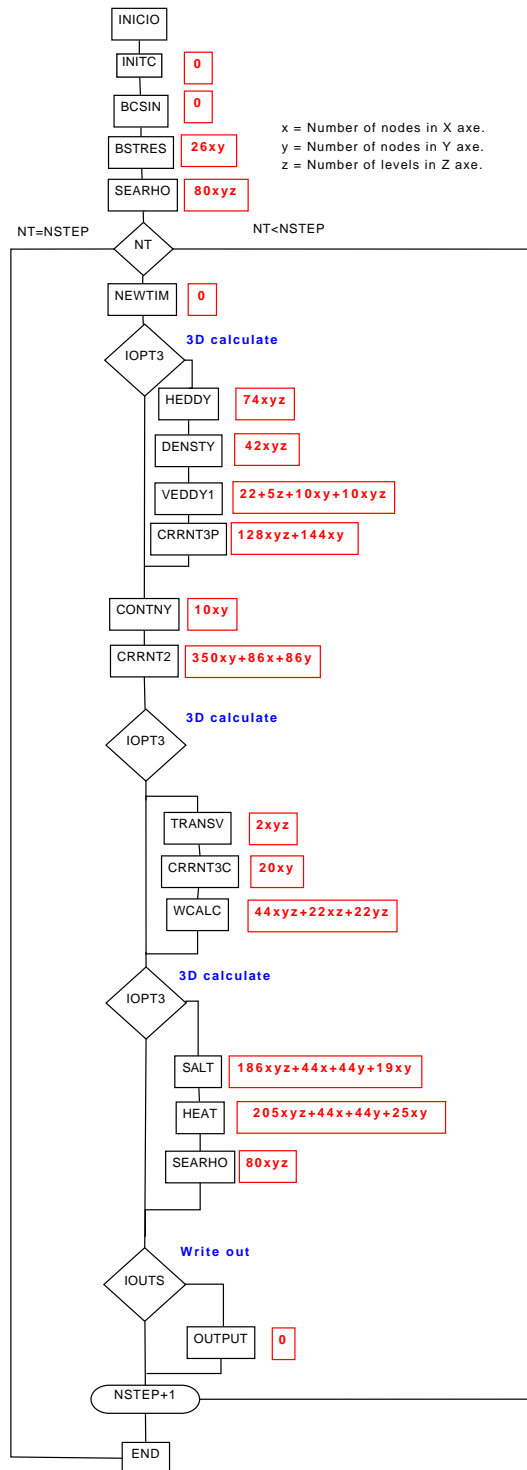 INICIO
INITC
0
BCSIN
0
x = Number of nodes in X axe.
y = Number of nodes in Y axe.
z = Number of levels in Z axe.
BSTRES
26xy
SEARHO
80xyz
NT=NSTEP
NT<NSTEP
NT
NEWTIM
0
3D calculate
IOPT3
HEDDY
74xyz
DENSTY
42xyz
VEDDY1
22+5z+10xy+10xyz
CRRNT3P
128xyz+144xy
CONTNY
10xy
CRRNT2
350xy+86x+86y
3D calculate
IOPT3
TRANSV
2xyz
CRRNT3C
20xy
WCALC
44xyz+22xz+22yz
3D calculate
IOPT3
SALT
186xyz+44x+44y+19xy
HEAT
205xyz+44x+44y+25xy
SEARHO
80xyz
Write out
IOUTS
OUTPUT
0
NSTEP+1
END